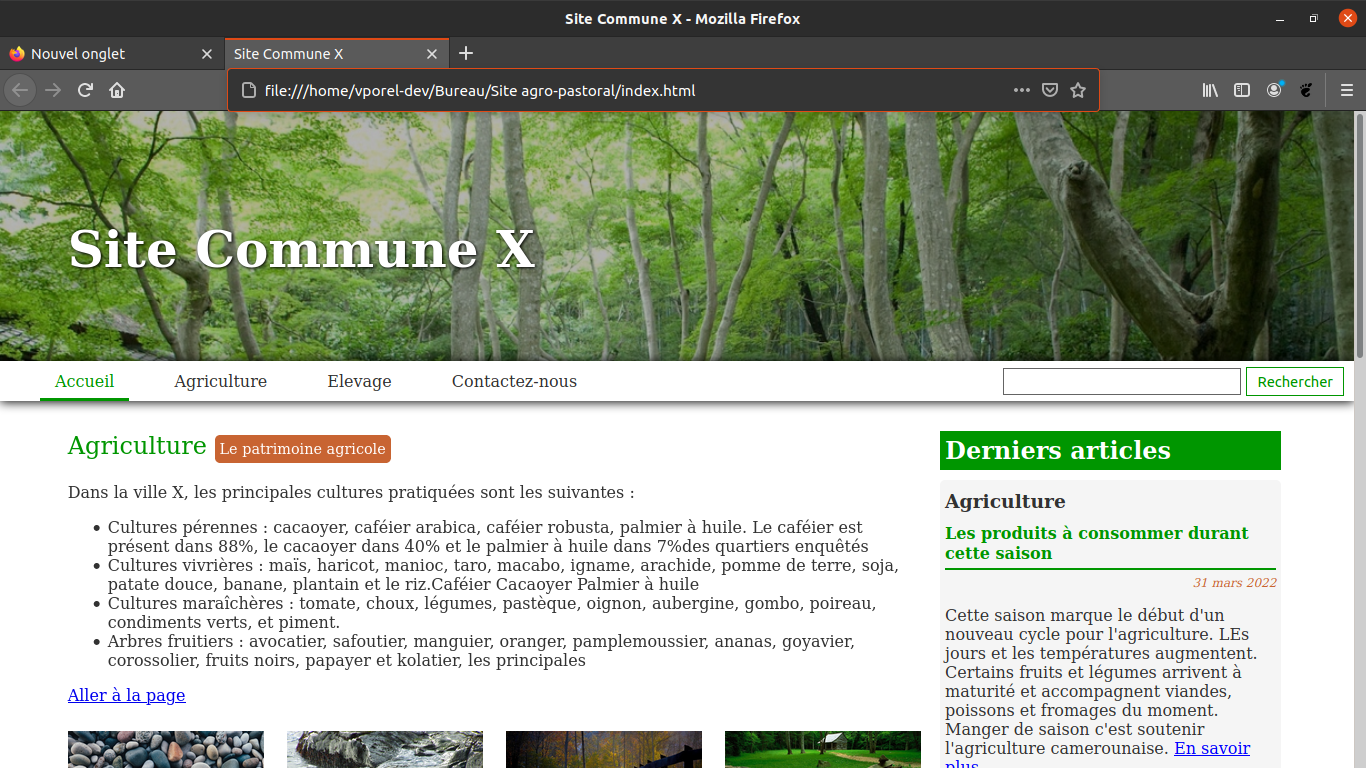 Site Commune X - Mozilla Firefox
Nouvel onglet
Site Commune X
file:///home/vporel-dev/Bureau/Site agro-pastoral/index.html
Site Commune X
Accueil
Agriculture
Elevage
Contactez-nous
Rechercher
Agriculture Le patrimoine agricole
Dans la ville X, les principales cultures pratiquées sont les suivantes :
• Cultures pérennes : cacaoyer, caféier arabica, caféier robusta, palmier à huile. Le caféier est
présent dans 88%, le cacaoyer dans 40% et le palmier à huile dans 7%des quartiers enquêtés
• Cultures vivrières : maïs, haricot, manioc, taro, macabo, igname, arachide, pomme de terre, soja,
patate douce, banane, plantain et le riz.Caféier Cacaoyer Palmier à huile
• Cultures maraîchères : tomate, choux, légumes, pastèque, oignon, aubergine, gombo, poireau,
condiments verts, et piment.
• Arbres fruitiers : avocatier, safoutier, manguier, oranger, pamplemoussier, ananas, goyavier,
corossolier, fruits noirs, papayer et kolatier, les principales
Aller à la page
Derniers articles
Agriculture
Les produits à consommer durant
cette saison
31 mars 2022
Cette saison marque le début d'un
nouveau cycle pour l'agriculture. LEs
jours et les températures augmentent.
Certains fruits et légumes arrivent à
maturité et accompagnent viandes,
poissons et fromages du moment.
Manger de saison c'est soutenir
l'agriculture camerounaise. En savoir
plus